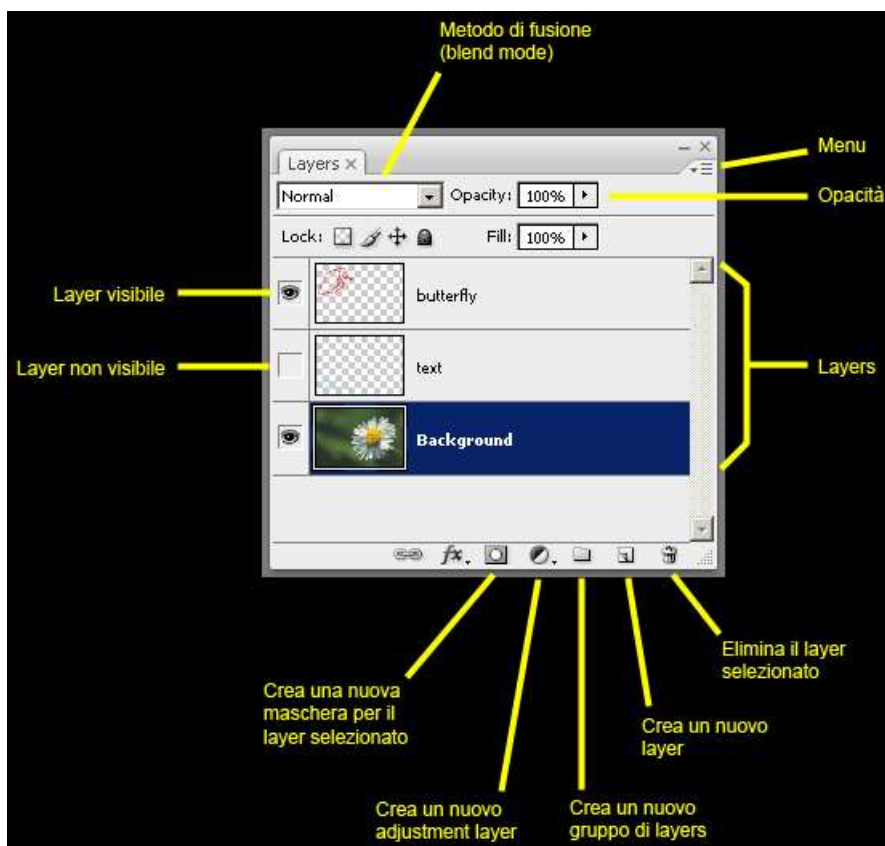 Metodo di fusione
(blend mode)
Menu
Layers ×
Normal
Opacity: 100%
Opacità
Lock:
Fill: 100%
Layer visibile
butterfly
Layer non visibile
text
Layers
Background
fx.
Elimina il layer
selezionato
Crea una nuova
maschera per il
layer selezionato
Crea un nuovo
layer
Crea un nuovo
adjustment layer
Crea un nuovo
gruppo di layers